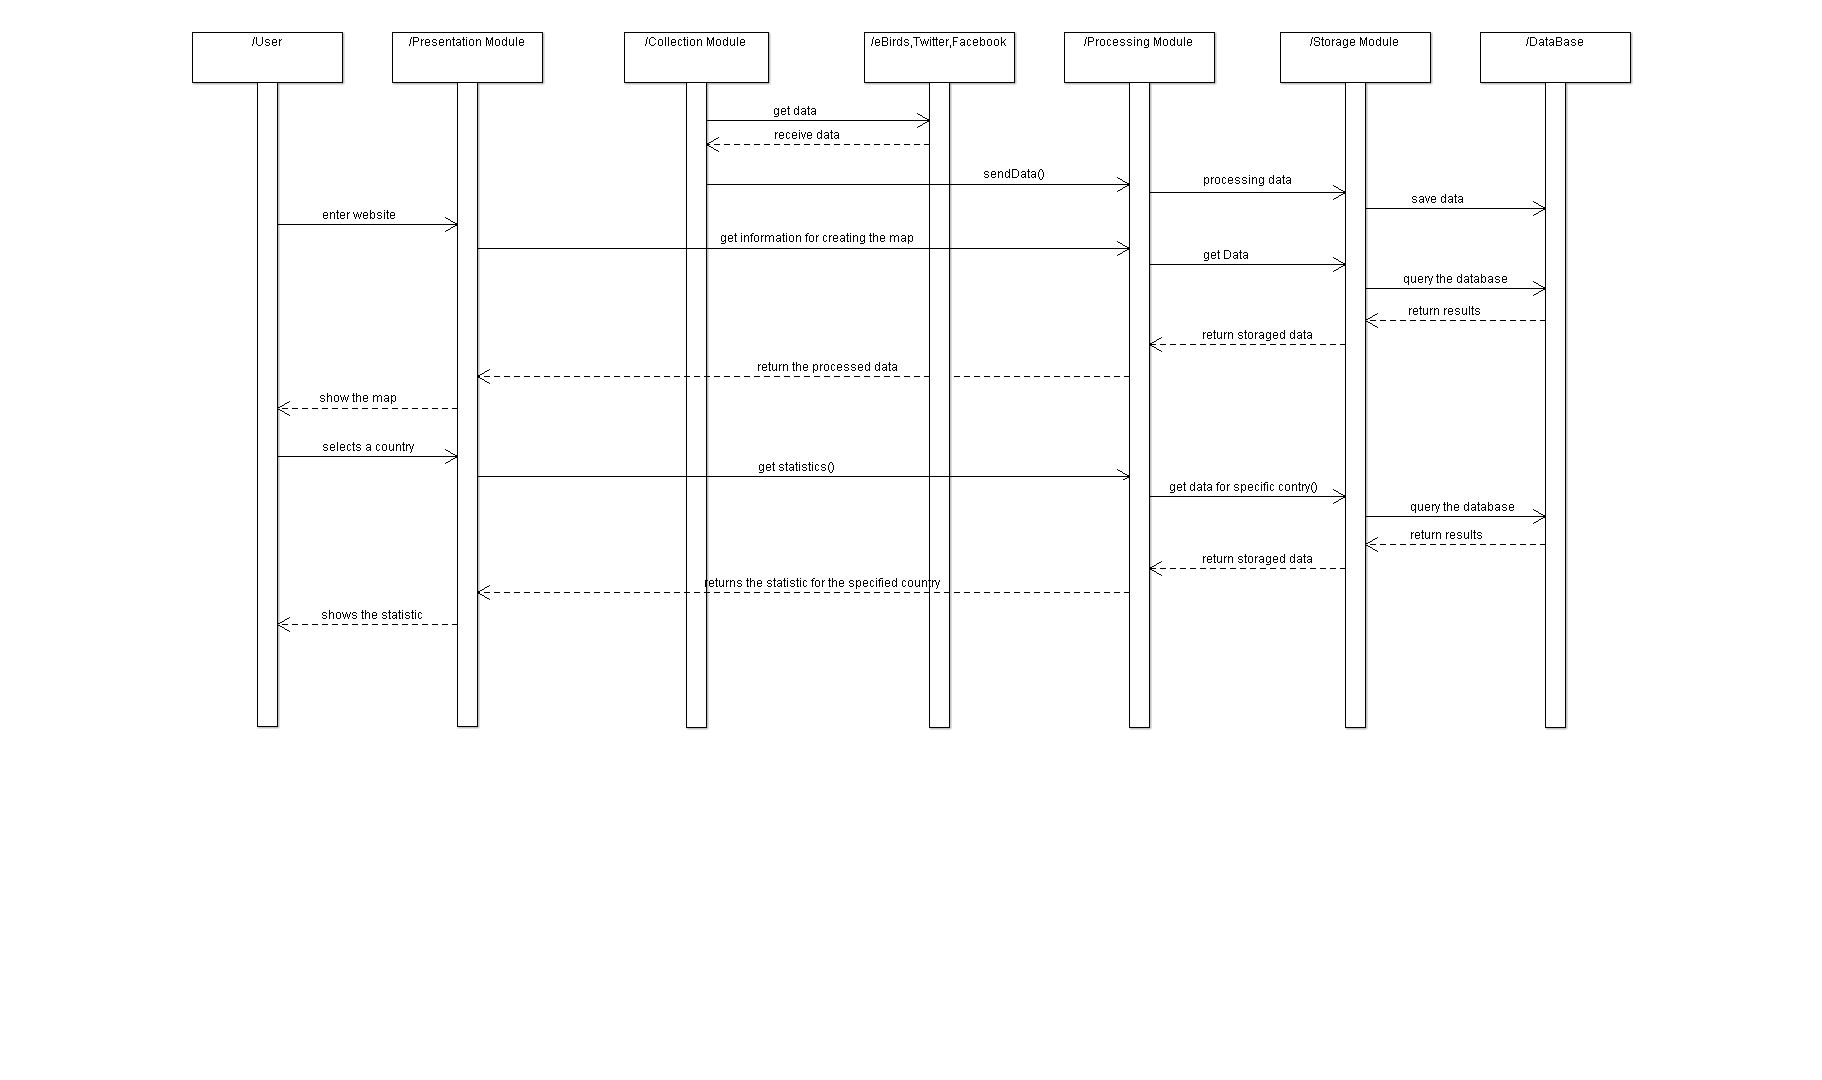 /User
/Presentation Module
/Collection Module
/eBirds,Twitter,Facebook
/Processing Module
/Storage Module
/DataBase
get data
receive data
sendData()
processing data
save data
enter website
get information for creating the map
get Data
query the database
return results
return storaged data
return the processed data
show the map
selects a country
get statistics()
get data for specific contry()
query the database
return results
return storaged data
returns the statistic for the specified country
shows the statistic